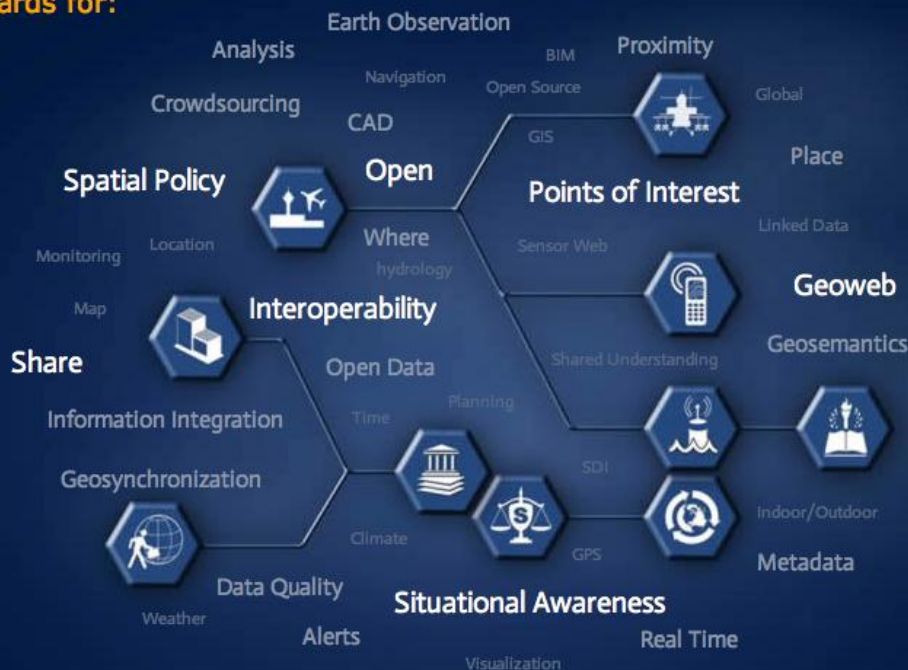 ards for:
Earth Observation
Analysis
Proximity
BIM
Navigation
Open Source
Global
Crowdsourcing
CAD
GIS
Place
Open
Spatial Policy
Points of Interest
Linked Data
Where
Location
Sensor Web
Monitoring
hydrology
Geoweb
Map
Interoperability
Geosemantics
Share
Open Data
Shared Understanding
Planning
Information Integration
Time
SDI
Geosynchronization
Indoor/Outdoor
Climate
GPS
Metadata
Data Quality
Situational Awareness
Weather
Alerts
Real Time
Visualization
S